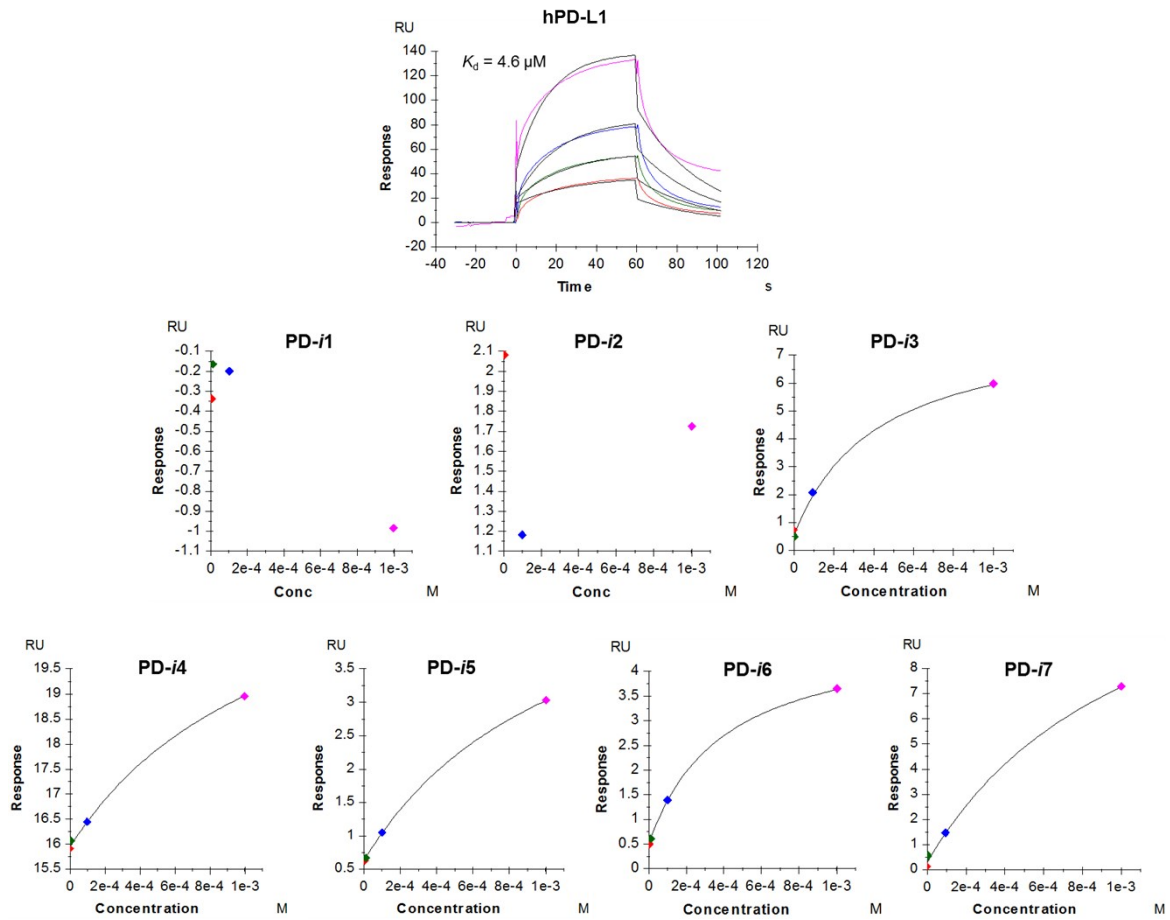 hPD-L1
RU
140
120
100
80
60
40
20
0
-20
Response
Kd = 4.6 µM
-40 -20 0 20 40 60 80 100 120
Time s
RU
PD-i1
-0.1
-0.2
-0.3
-0.4
-0.5
-0.6
-0.7
-0.8
-0.9
-1
-1.1
Response
0 2e-4 4e-4 6e-4 8e-4 1e-3
Conc M
RU
PD-i2
2.1
2
1.9
1.8
1.7
1.6
1.5
1.4
1.3
1.2
1.1
Response
0 2e-4 4e-4 6e-4 8e-4 1e-3
Conc M
RU
PD-i3
7
6
5
4
3
2
1
0
Response
0 2e-4 4e-4 6e-4 8e-4 1e-3
Concentration M
RU
PD-i4
19.5
19
18.5
18
17.5
17
16.5
16
15.5
Response
0 2e-4 4e-4 6e-4 8e-4 1e-3
Concentration M
RU
PD-i5
3.5
3
2.5
2
1.5
1
0.5
Response
0 2e-4 4e-4 6e-4 8e-4 1e-3
Concentration M
RU
PD-i6
4
3.5
3
2.5
2
1.5
1
0.5
0
Response
0 2e-4 4e-4 6e-4 8e-4 1e-3
Concentration M
RU
PD-i7
8
7
6
5
4
3
2
1
0
Response
0 2e-4 4e-4 6e-4 8e-4 1e-3
Concentration M